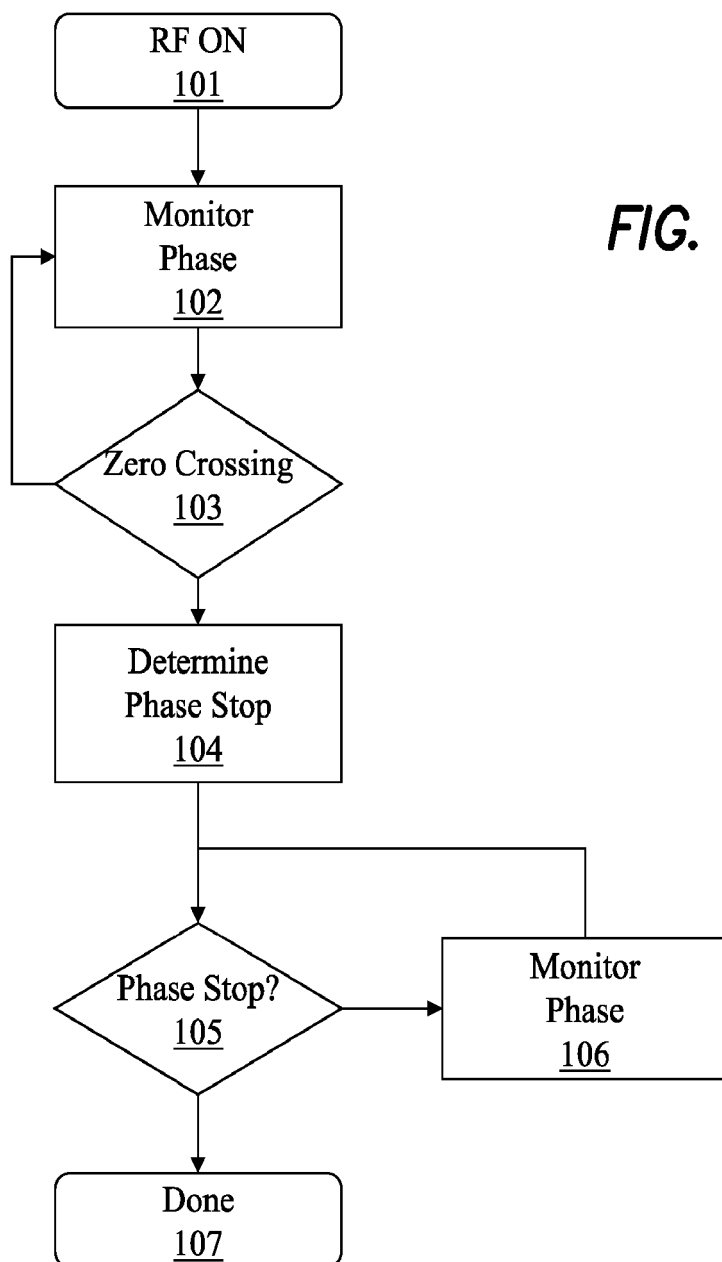 RF ON
101
Monitor
Phase
102
FIG.
Zero Crossing
103
Determine
Phase Stop
104
Phase Stop?
105
Monitor
Phase
106
Done
107